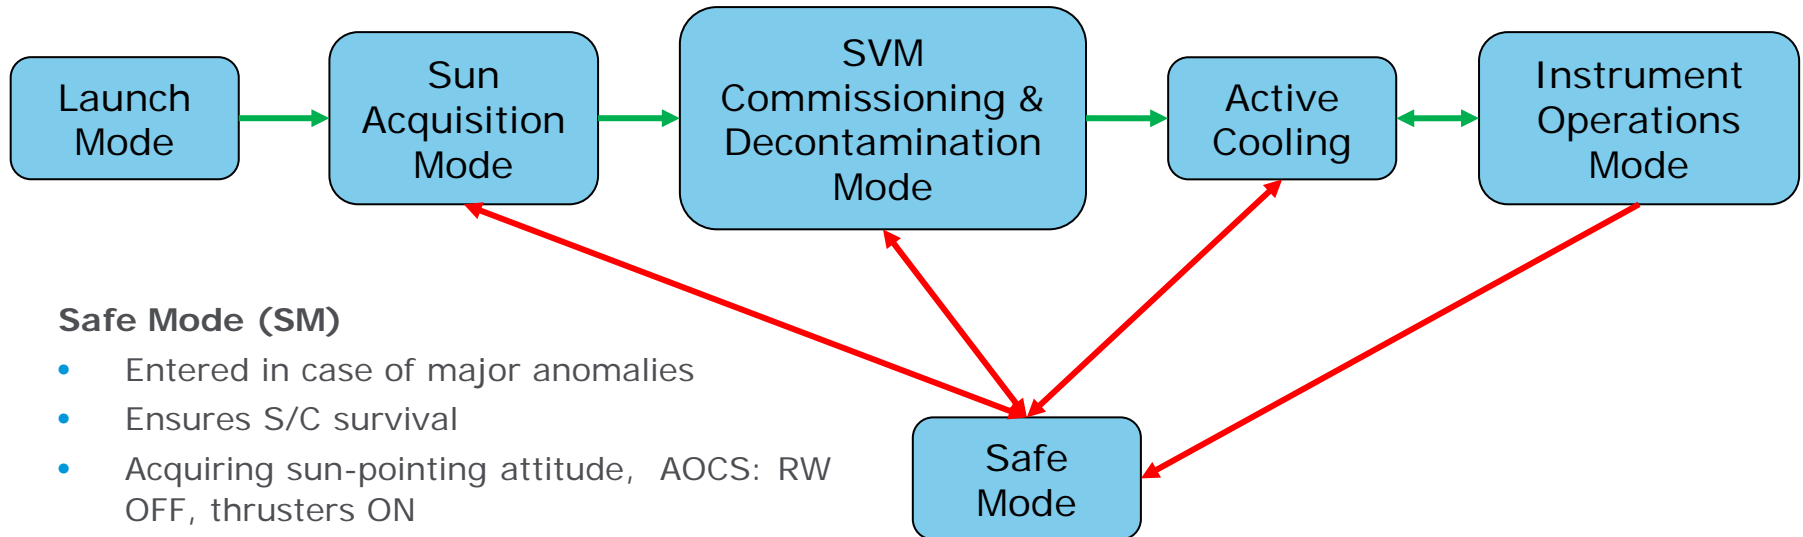 Launch
Mode
Sun
Acquisition
Mode
SVM
Commissioning &
Decontamination
Mode
Active
Cooling
Instrument
Operations
Mode
Safe Mode (SM)
• Entered in case of major anomalies
• Ensures S/C survival
• Acquiring sun-pointing attitude, AOCS: RW
OFF, thrusters ON
Safe
Mode